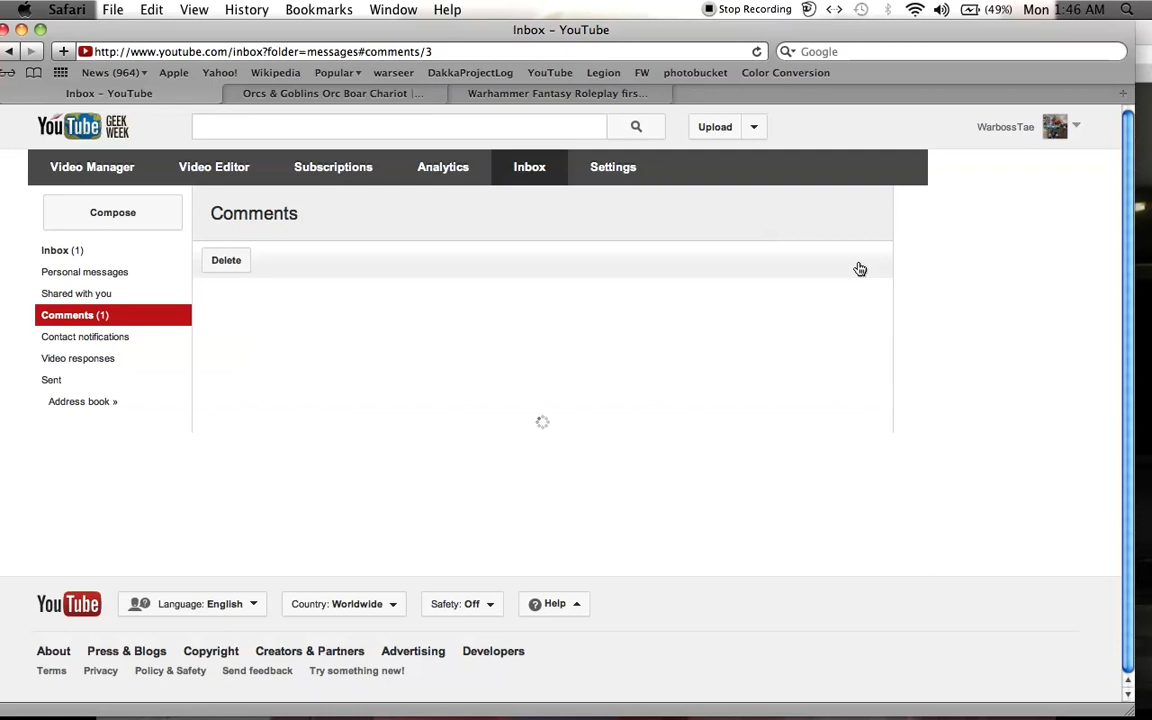 Safari File Edit View History Bookmarks Window Help Stop Recording (49%) Mon 1:46 AM
Inbox – YouTube
http://www.youtube.com/inbox?folder=messages#comments/3 Google
News (964) Apple Yahoo! Wikipedia Popular warseer DakkaProjectLog YouTube Legion FW photobucket Color Conversion
Inbox – YouTube Orcs & Goblins Orc Boar Chariot |... Warhammer Fantasy Roleplay firs...
YouTube GEEK WEEK Upload WarbossTae
Video Manager Video Editor Subscriptions Analytics Inbox Settings
Compose
Comments
Inbox (1)
Delete
Personal messages
Shared with you
Comments (1)
Contact notifications
Video responses
Sent
Address book »
YouTube Language: English Country: Worldwide Safety: Off Help
About Press & Blogs Copyright Creators & Partners Advertising Developers
Terms Privacy Policy & Safety Send feedback Try something new!